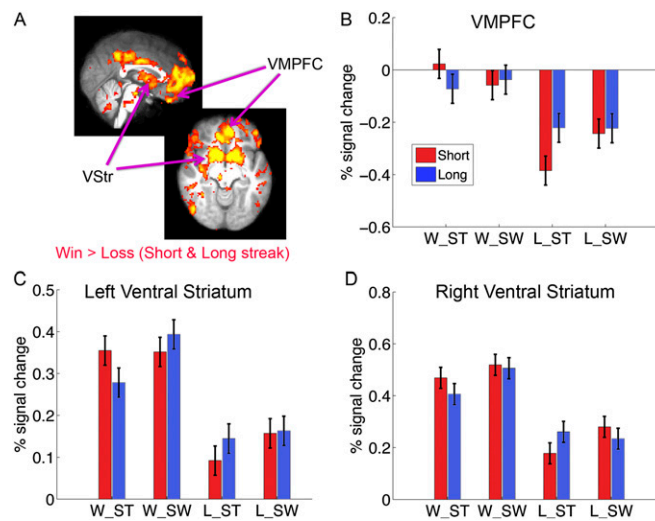 A
VMPFC
VStr
Win > Loss (Short & Long streak)
B
VMPFC
% signal change
0.2
0
−0.2
−0.4
−0.6
Short
Long
W_ST W_SW L_ST L_SW
C
Left Ventral Striatum
% signal change
0.5
0.4
0.3
0.2
0.1
W_ST W_SW L_ST L_SW
D
Right Ventral Striatum
% signal change
0.8
0.6
0.4
0.2
W_ST W_SW L_ST L_SW